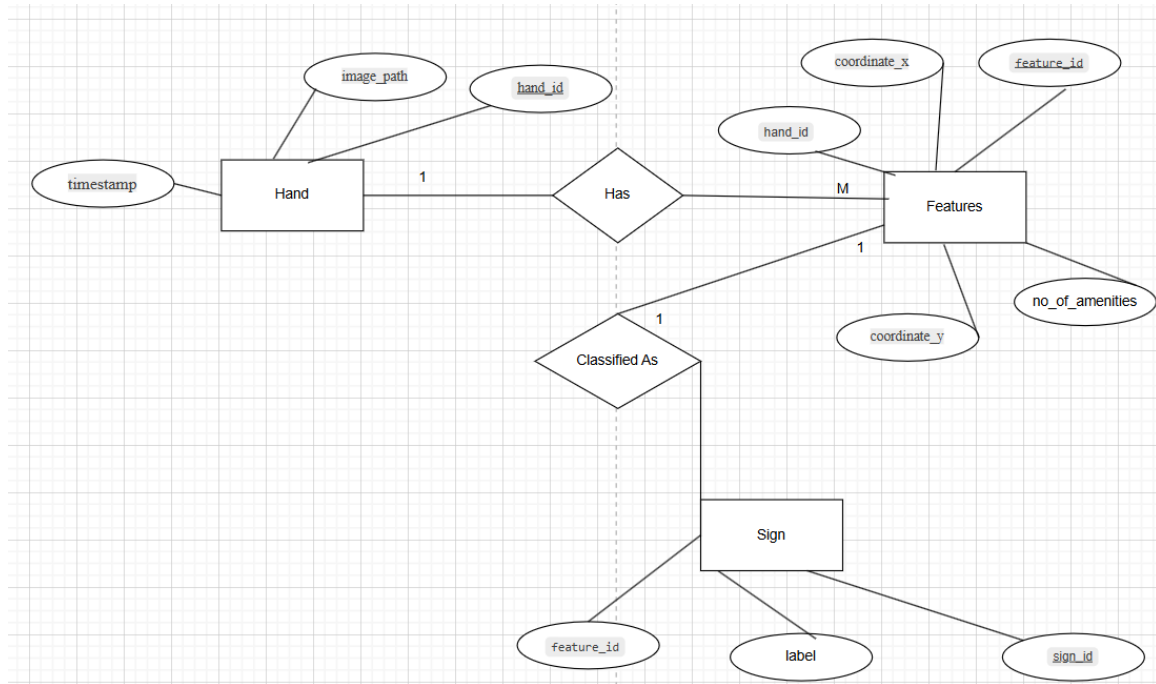 image_path
hand_id
coordinate_x
feature_id
hand_id
timestamp
Hand
1
Has
M
Features
1
no_of_amenities
1
coordinate_y
Classified As
Sign
feature_id
label
sign_id